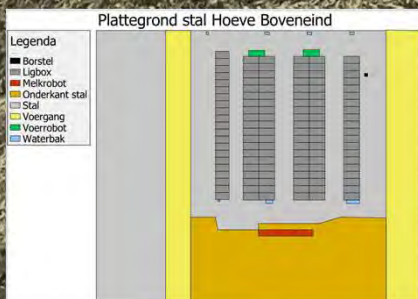 Plattegrond stal Hoeve Boveneind
Legenda
Borstel
Ligbox
Melkrobot
Onderkant stal
Stal
Voergang
Voerrobot
Waterbak